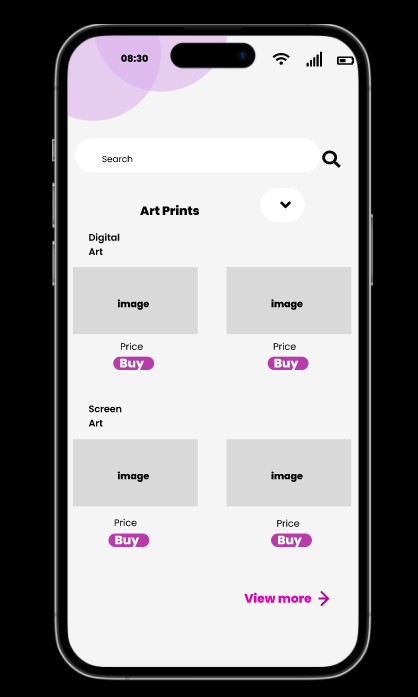 08:30
Search
Art Prints
Digital
Art
image image
Price Price
Buy Buy
Screen
Art
image image
Price Price
Buy Buy
View more